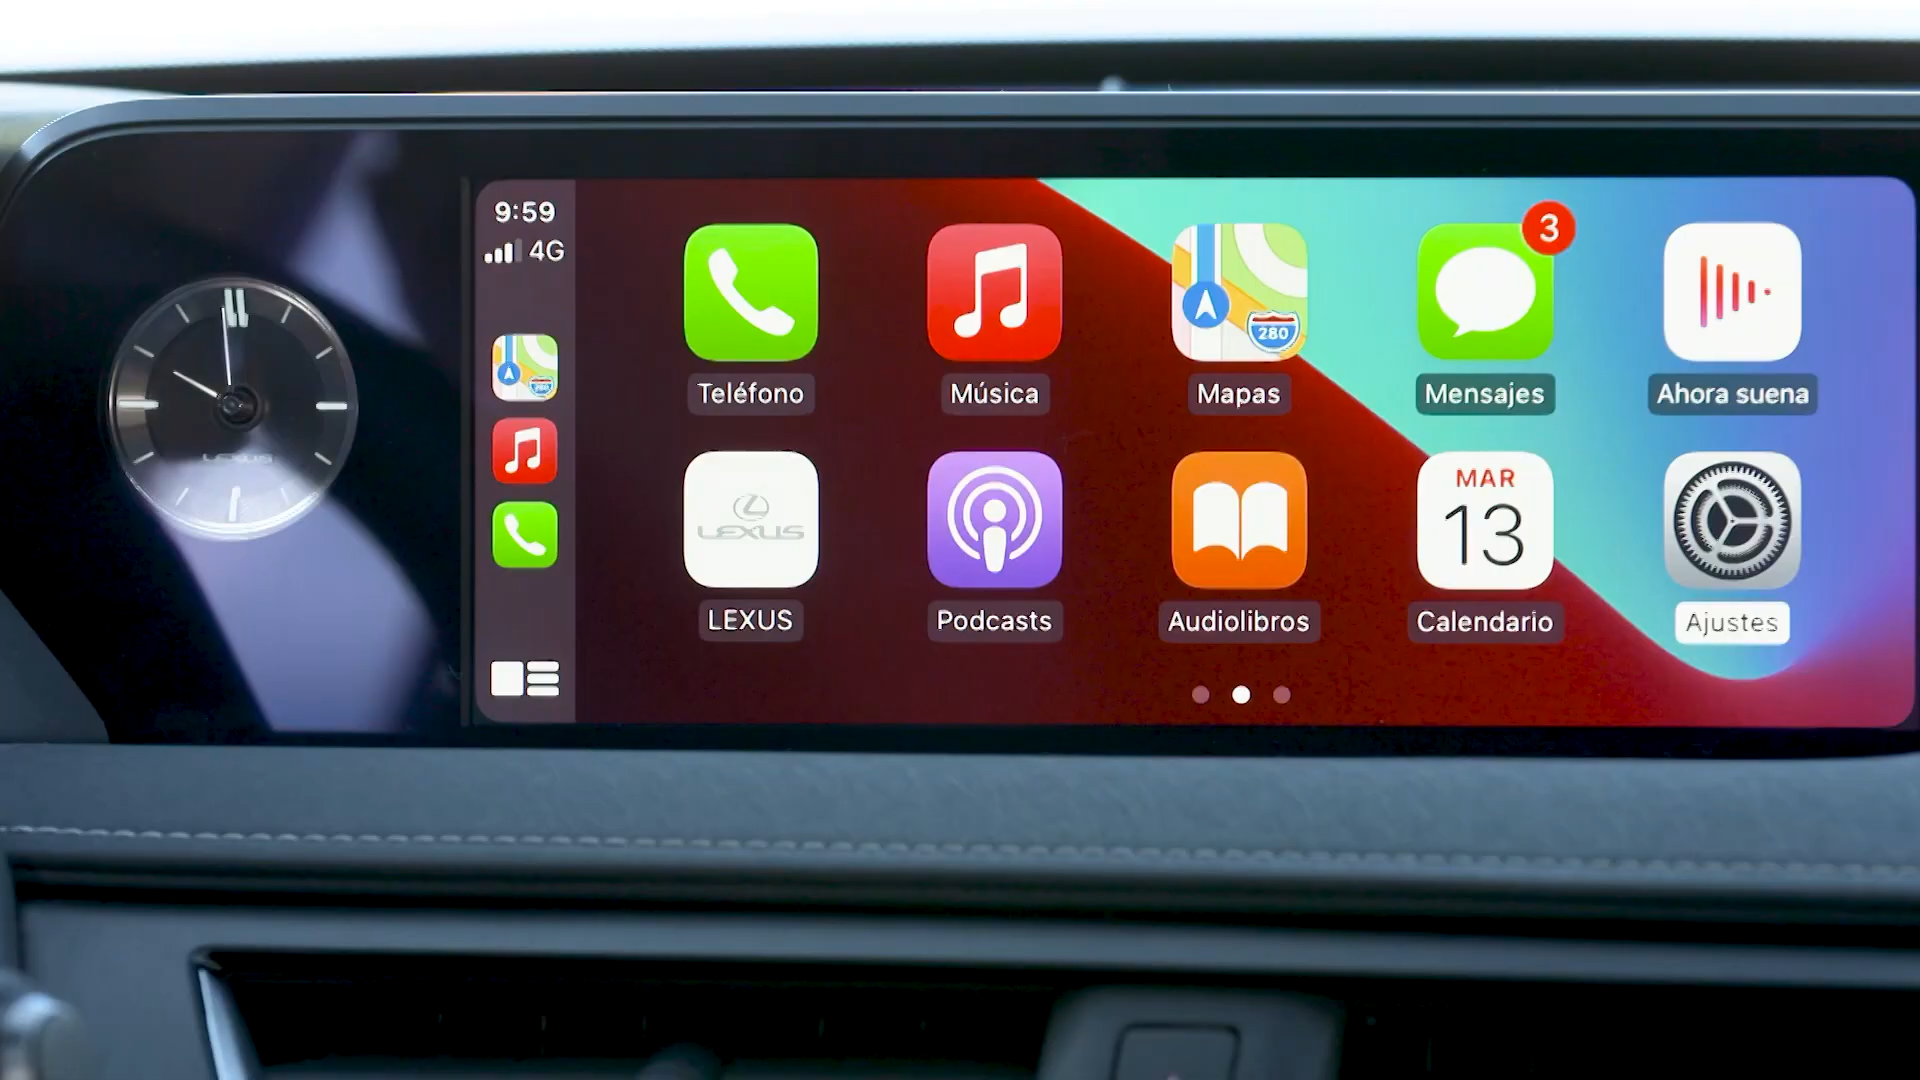 9:59
4G
3
280
Teléfono
Música
Mapas
Mensajes
Ahora suena
LEXUS
LEXUS
MAR
13
LEXUS
Podcasts
Audiolibros
Calendario
Ajustes